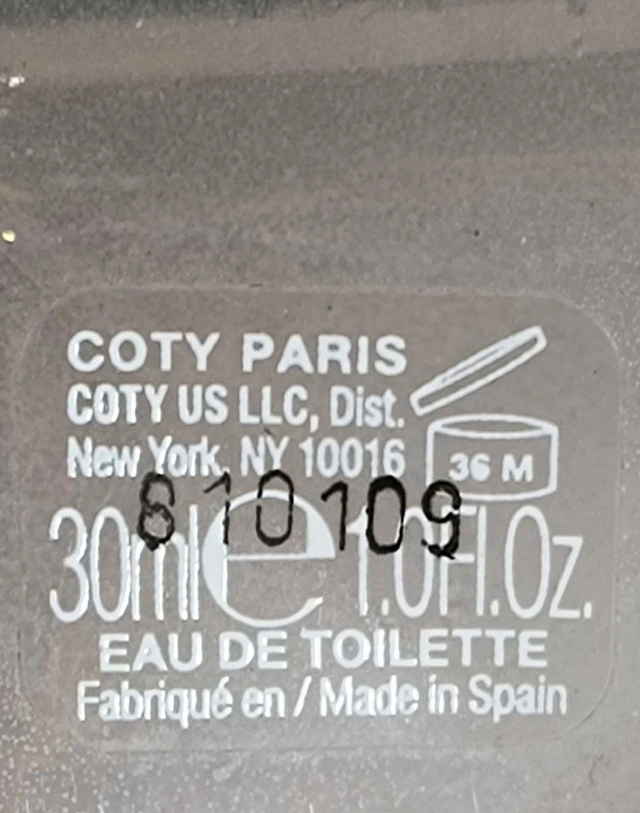 COTY PARIS
COTY US LLC, Dist.
New York, NY 10016
36 M
610109
30ml e 1.0Fl.Oz.
EAU DE TOILETTE
Fabriqué en / Made in Spain